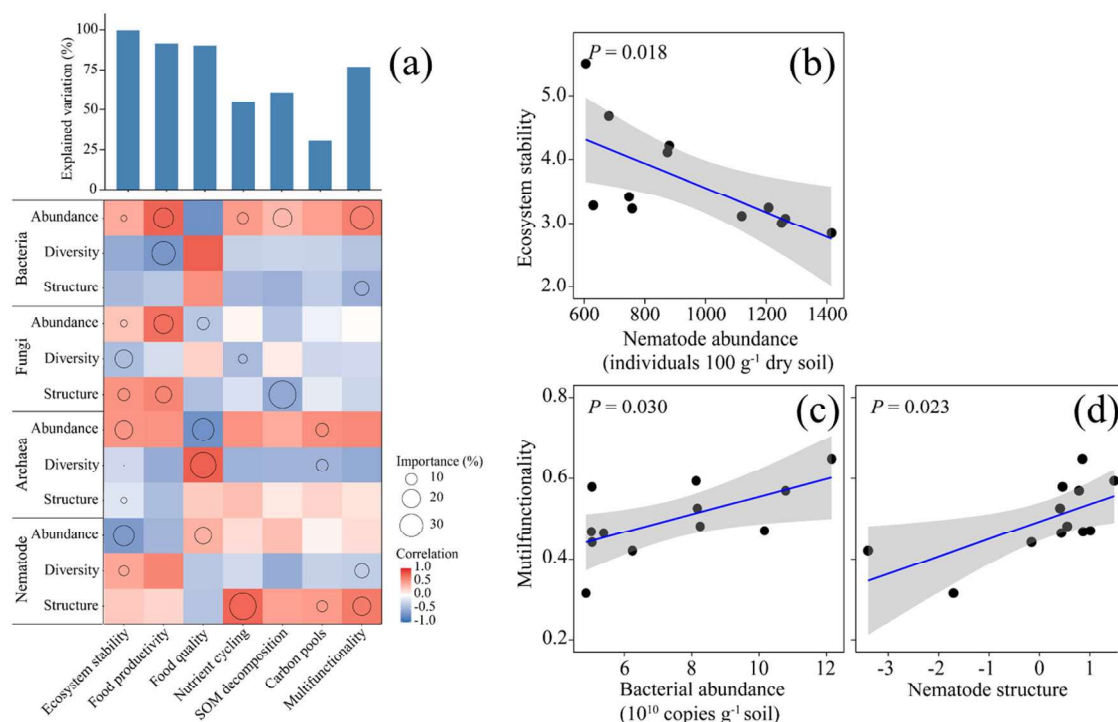 (a)
Explained variation (%)
100
75
50
25
0
Bacteria
Abundance
Diversity
Structure
Fungi
Abundance
Diversity
Structure
Archaea
Abundance
Diversity
Structure
Nematode
Abundance
Diversity
Structure
Ecosystem stability
Food productivity
Food quality
Nutrient cycling
SOM decomposition
Carbon pools
Multifunctionality
Importance (%)
10
20
30
Correlation
1.0
0.5
0.0
-0.5
-1.0
(b)
P = 0.018
Ecosystem stability
5.0
4.0
3.0
2.0
600 800 1000 1200 1400
Nematode abundance
(individuals 100 g-1 dry soil)
(c)
P = 0.030
Mutilfunctionality
0.8
0.6
0.4
0.2
6 8 10 12
Bacterial abundance
(10¹⁰ copies g-1 soil)
(d)
P = 0.023
-3 -2 -1 0 1
Nematode structure